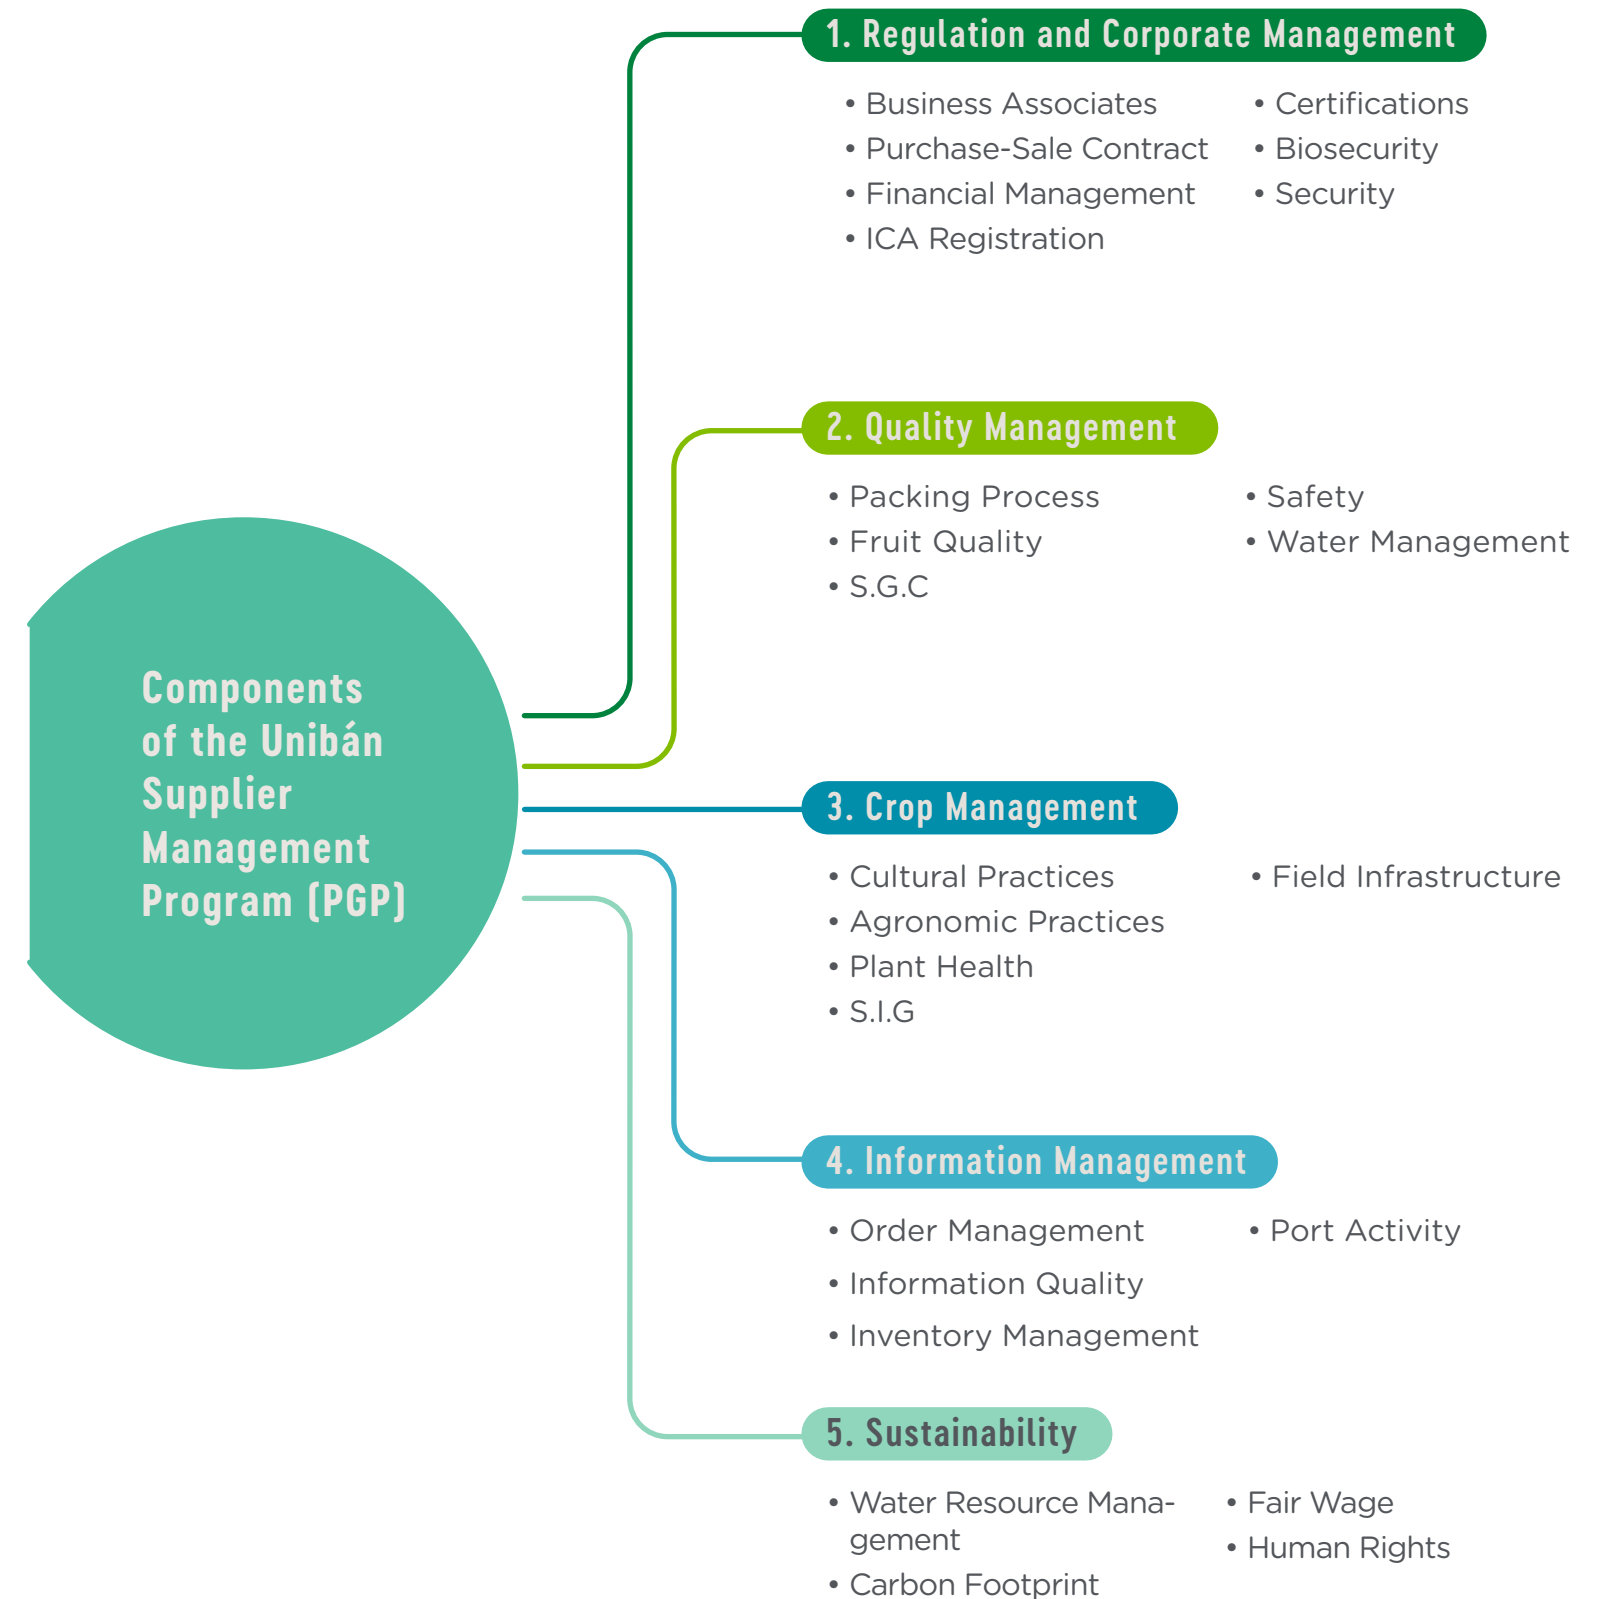 Components
of the Unibán
Supplier
Management
Program (PGP)
1. Regulation and Corporate Management
• Business Associates
• Purchase-Sale Contract
• Financial Management
• ICA Registration
• Certifications
• Biosecurity
• Security
2. Quality Management
• Packing Process
• Fruit Quality
• S.G.C
• Safety
• Water Management
3. Crop Management
• Cultural Practices
• Agronomic Practices
• Plant Health
• S.I.G
• Field Infrastructure
4. Information Management
• Order Management
• Information Quality
• Inventory Management
• Port Activity
5. Sustainability
• Water Resource Mana-
gement
• Carbon Footprint
• Fair Wage
• Human Rights